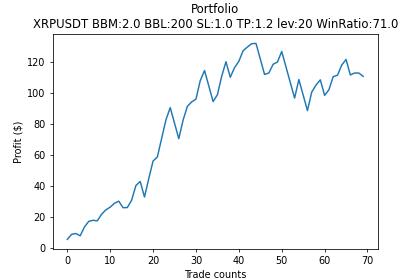 Portfolio
XRPUSDT BBM:2.0 BBL:200 SL:1.0 TP:1.2 lev:20 WinRatio:71.0
120
100
80
60
40
20
0
Profit ($)
0 10 20 30 40 50 60 70
Trade counts